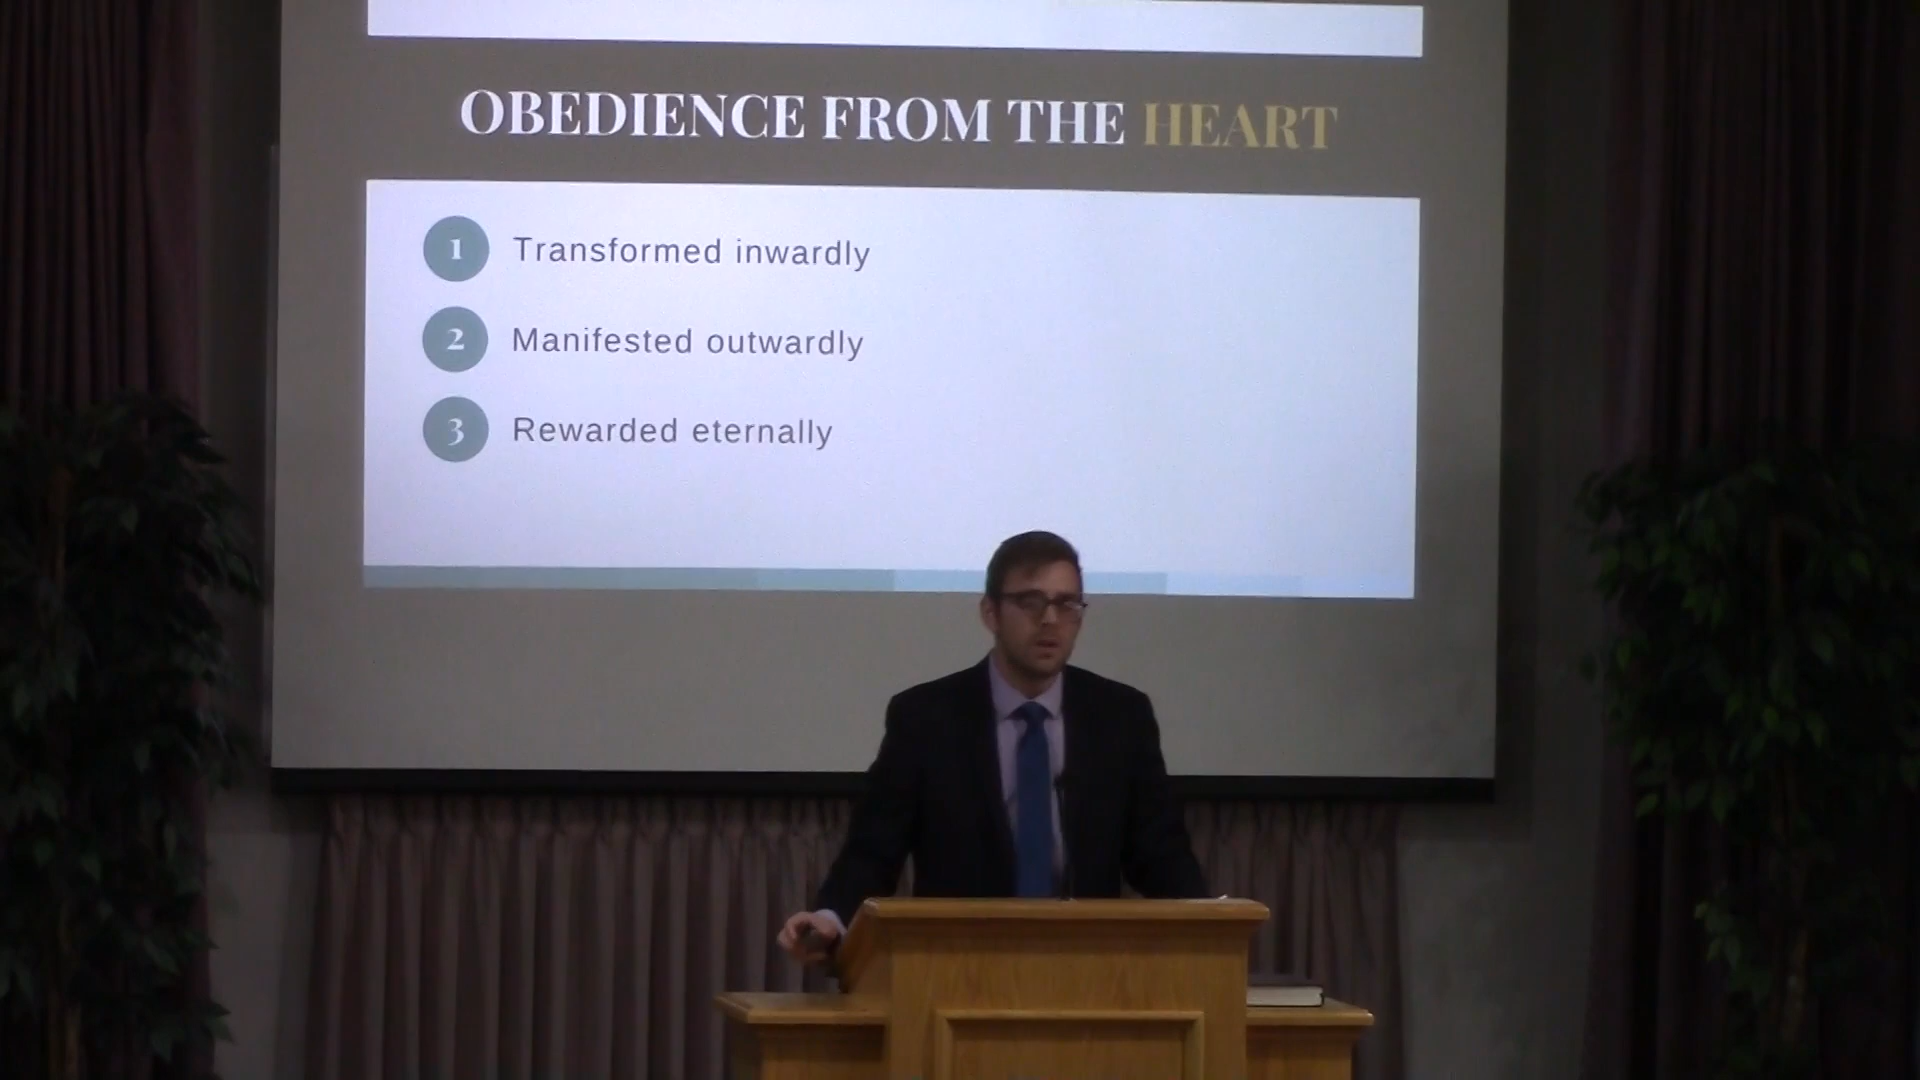 OBEDIENCE FROM THE HEART
1 Transformed inwardly
2 Manifested outwardly
3 Rewarded eternally